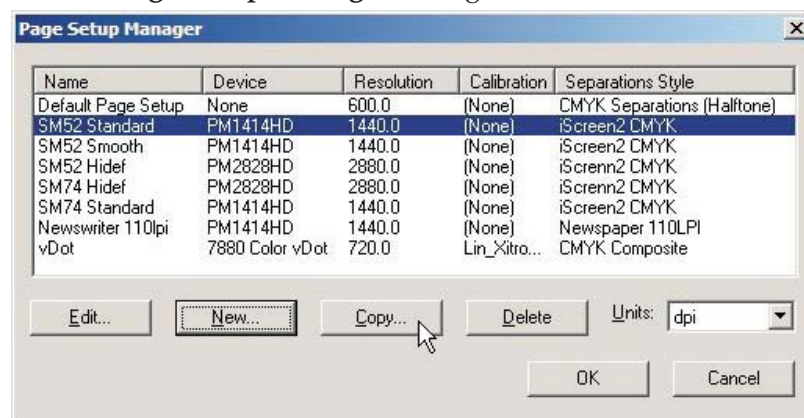 Page Setup Manager
Name Device Resolution Calibration Separations Style
Default Page Setup None 600.0 (None) CMYK Separations (Halftone)
SM52 Standard PM1414HD 1440.0 (None) iScreen2 CMYK
SM52 Smooth PM1414HD 1440.0 (None) iScreen2 CMYK
SM52 Hidef PM2828HD 2880.0 (None) iScrenn2 CMYK
SM74 Hidef PM2828HD 2880.0 (None) iScrenn2 CMYK
SM74 Standard PM1414HD 1440.0 (None) iScreen2 CMYK
Newswriter 110lpi PM1414HD 1440.0 (None) Newspaper 110LPI
vDot 7880 Color vDot 720.0 Lin_Xitro... CMYK Composite
Edit... New... Copy... Delete Units: dpi
OK Cancel